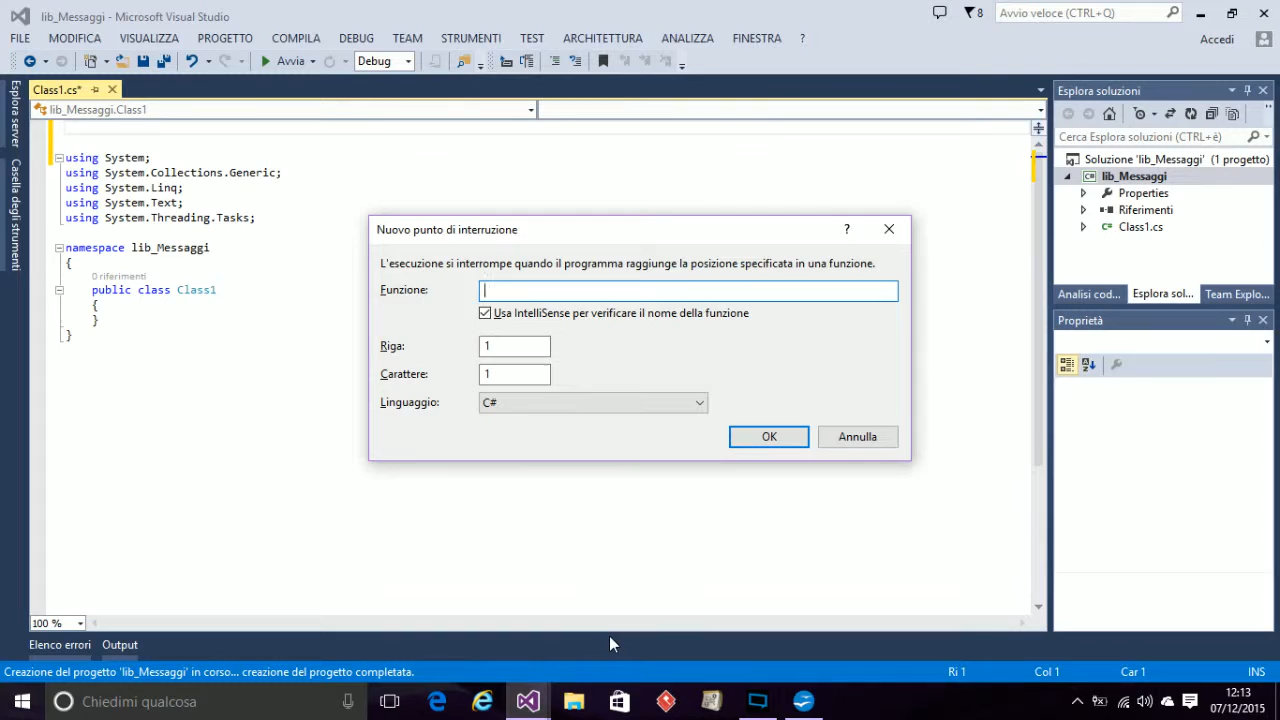 lib_Messaggi - Microsoft Visual Studio
8
Avvio veloce (CTRL+Q)
FILE MODIFICA VISUALIZZA PROGETTO COMPILA DEBUG TEAM STRUMENTI TEST ARCHITETTURA ANALIZZA FINESTRA ?
Accedi
Avvia
Debug
Esplora server
Casella degli strumenti
Class1.cs*
lib_Messaggi.Class1
using System;
using System.Collections.Generic;
using System.Linq;
using System.Text;
using System.Threading.Tasks;
namespace lib_Messaggi
{
0 riferimenti
public class Class1
{
}
}
Nuovo punto di interruzione
?
L'esecuzione si interrompe quando il programma raggiunge la posizione specificata in una funzione.
Funzione:
Usa IntelliSense per verificare il nome della funzione
Riga: 1
Carattere: 1
Linguaggio: C#
OK
Annulla
Esplora soluzioni
Cerca Esplora soluzioni (CTRL+è)
Soluzione 'lib_Messaggi' (1 progetto)
C# lib_Messaggi
Properties
Riferimenti
C# Class1.cs
Analisi cod...
Esplora sol...
Team Explo...
Proprietà
100 %
Elenco errori
Output
Creazione del progetto 'lib_Messaggi' in corso... creazione del progetto completata.
Ri 1
Col 1
Car 1
INS
Chiedimi qualcosa
12:13
07/12/2015